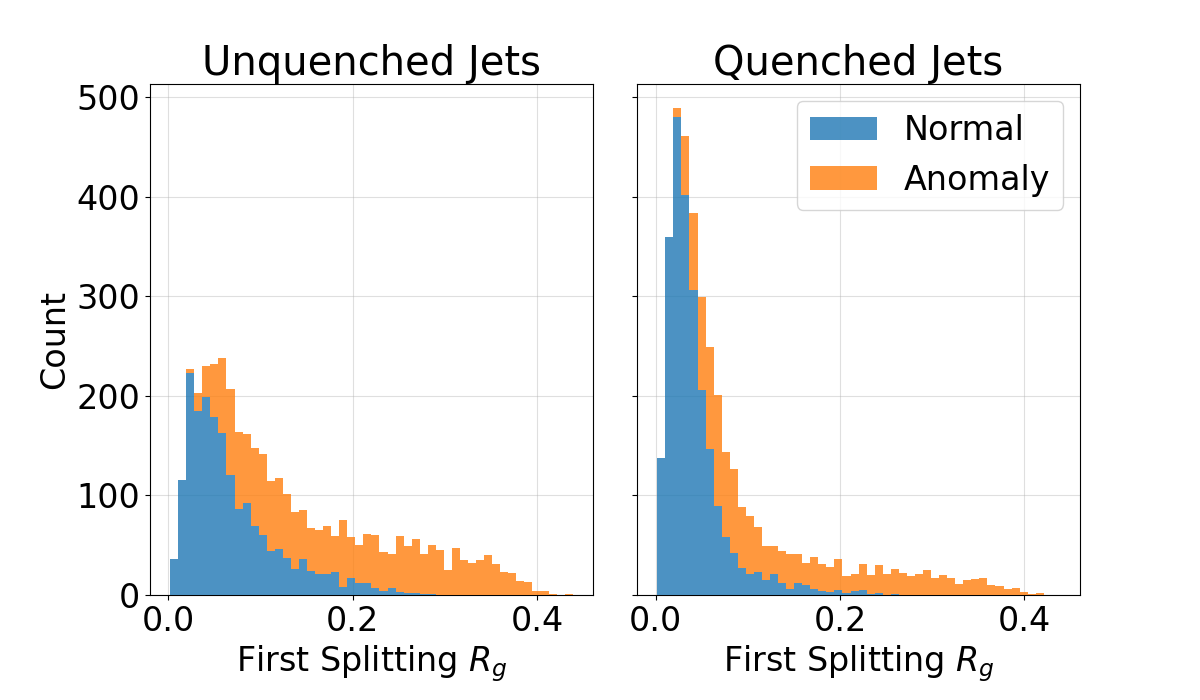 Unquenched Jets
Quenched Jets
Count
500
400
300
200
100
0
0.0
0.2
0.4
First Splitting R_g
Normal
Anomaly
0.0
0.2
0.4
First Splitting R_g